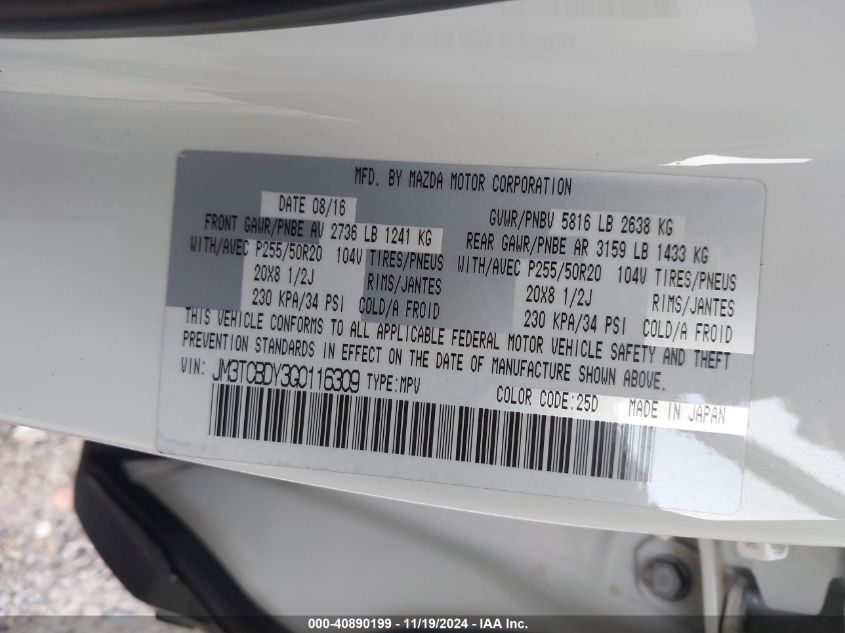 MFD. BY MAZDA MOTOR CORPORATION
DATE 08/16 GVWR/PNBV 5816 LB 2638 KG
FRONT GAWR/PNBE AV 2736 LB 1241 KG REAR GAWR/PNBE AR 3159 LB 1433 KG
WITH/AVEC P255/50R20 104V TIRES/PNEUS WITH/AVEC P255/50R20 104V TIRES/PNEUS
20X8 1/2J RIMS/JANTES 20X8 1/2J RIMS/JANTES
230 KPA/34 PSI COLD/A FROID 230 KPA/34 PSI COLD/A FROID
THIS VEHICLE CONFORMS TO ALL APPLICABLE FEDERAL MOTOR VEHICLE SAFETY AND THEFT
PREVENTION STANDARDS IN EFFECT ON THE DATE OF MANUFACTURE SHOWN ABOVE.
VIN: JM3TCBDY3G0116309 TYPE:MPV COLOR CODE:25D MADE IN JAPAN
000-40890199 - 11/19/2024 - IAA Inc.